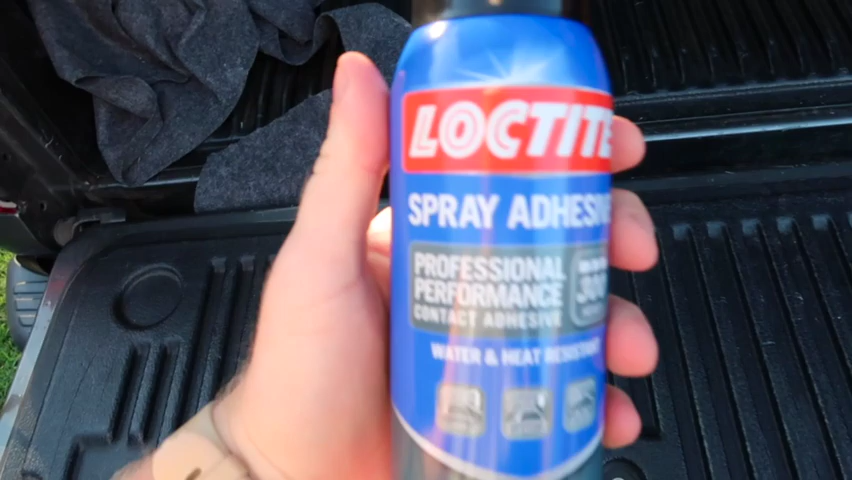 LOCTITE
SPRAY ADHESIVE
PROFESSIONAL
PERFORMANCE
CONTACT ADHESIVE
WATER & HEAT RESISTANT